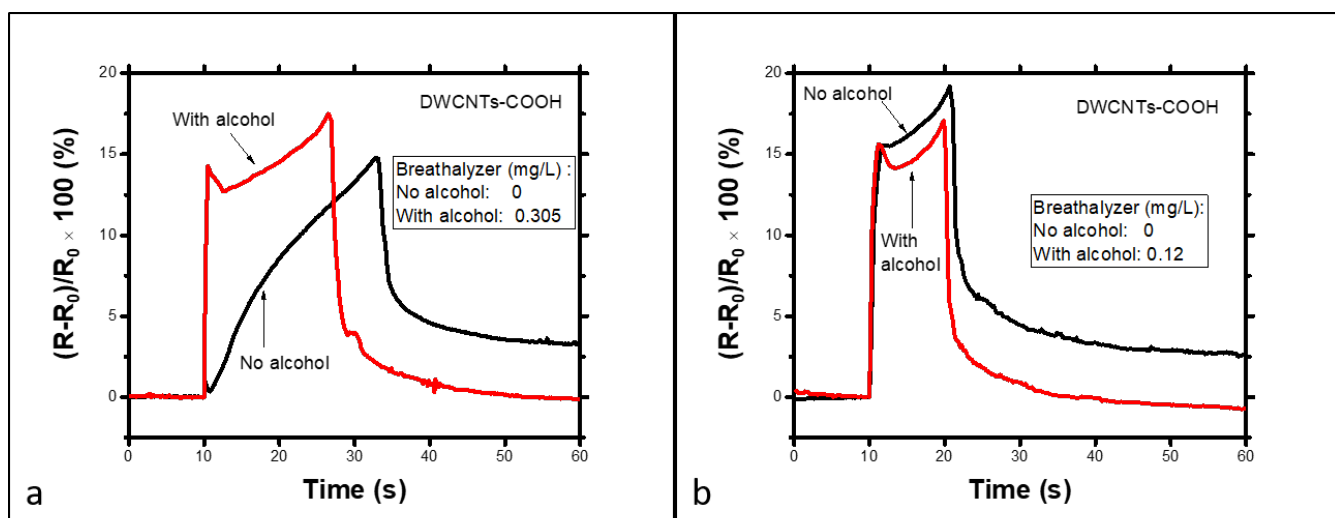 20
15
10
5
0
0
10
20
30
40
50
60
(R-R₀)/R₀ × 100 (%)
Time (s)
DWCNTs-COOH
With alcohol
Breathalyzer (mg/L) :
No alcohol: 0
With alcohol: 0.305
No alcohol
a
20
15
10
5
0
0
10
20
30
40
50
60
(R-R₀)/R₀ × 100 (%)
Time (s)
No alcohol
DWCNTs-COOH
Breathalyzer (mg/L):
No alcohol: 0
With alcohol: 0.12
With
alcohol
b